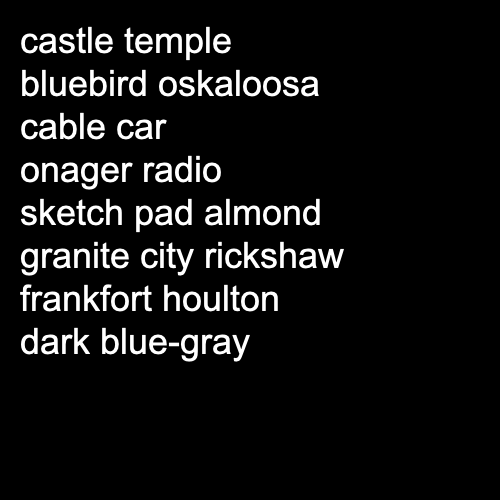 castle temple
bluebird oskaloosa
cable car
onager radio
sketch pad almond
granite city rickshaw
frankfort houlton
dark blue-gray